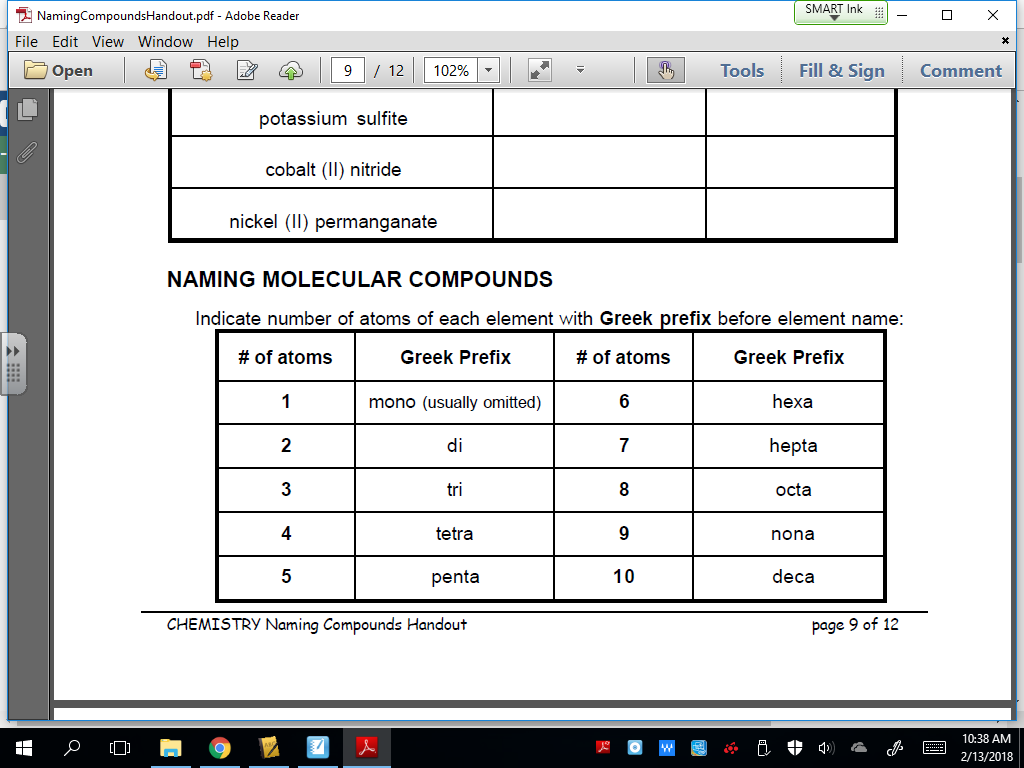 NamingCompoundsHandout.pdf - Adobe Reader
SMART Ink
File Edit View Window Help
Open 9 / 12 102% Tools Fill & Sign Comment
potassium sulfite
cobalt (II) nitride
nickel (II) permanganate
NAMING MOLECULAR COMPOUNDS
Indicate number of atoms of each element with Greek prefix before element name:
# of atoms Greek Prefix # of atoms Greek Prefix
1 mono (usually omitted) 6 hexa
2 di 7 hepta
3 tri 8 octa
4 tetra 9 nona
5 penta 10 deca
CHEMISTRY Naming Compounds Handout page 9 of 12
10:38 AM
2/13/2018